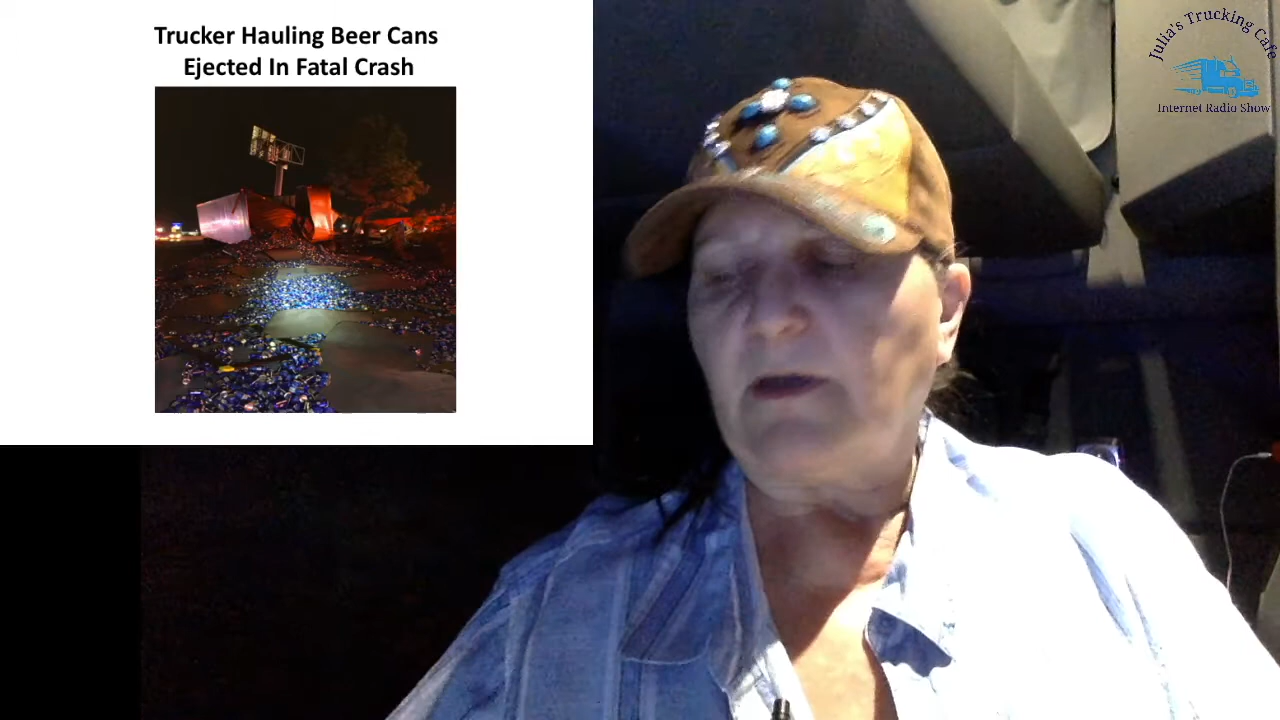 Trucker Hauling Beer Cans
Ejected In Fatal Crash
Julia's Trucking Cafe
Internet Radio Show